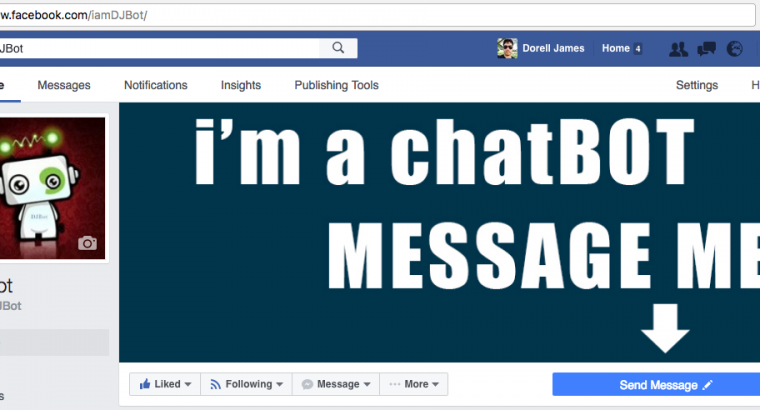 w.facebook.com/iamDJBot/
JBot
Dorell James
Home 4
e Messages Notifications Insights Publishing Tools Settings H
i'm a chatBOT
MESSAGE ME
DJBot
ot
JBot
s
Liked Following Message ··· More
Send Message